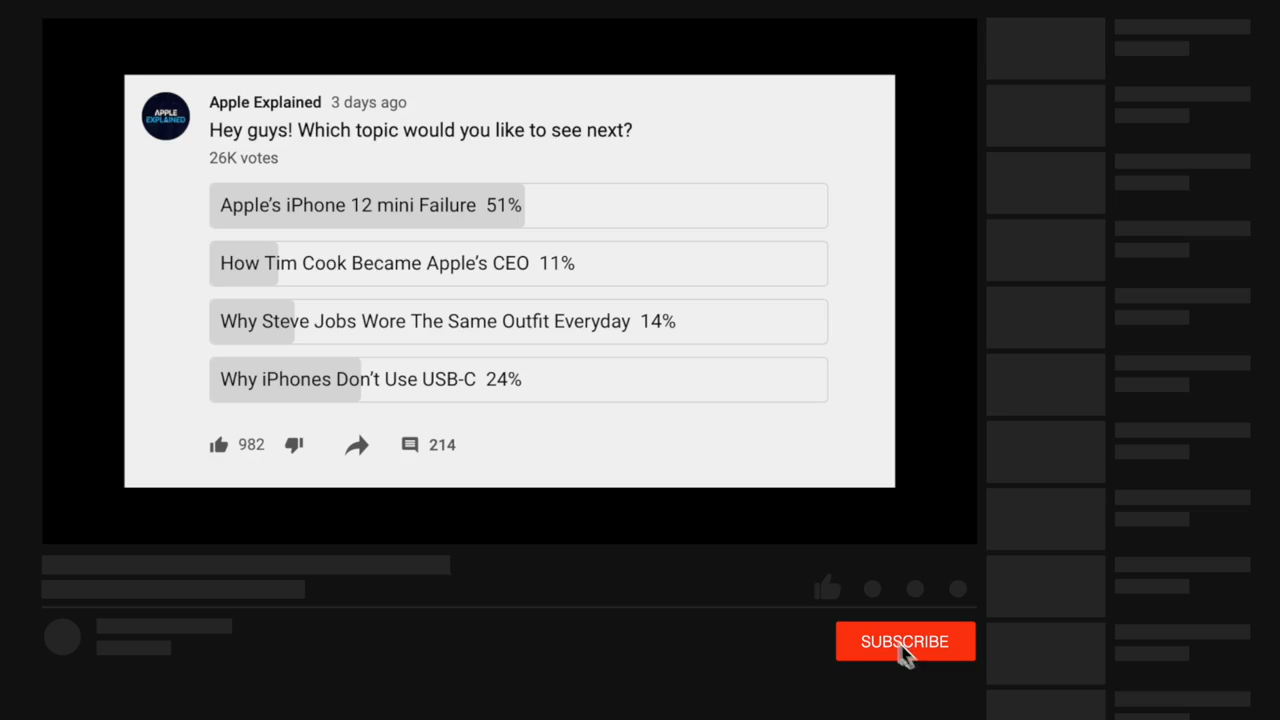 APPLE
EXPLAINED
Apple Explained 3 days ago
Hey guys! Which topic would you like to see next?
26K votes
Apple's iPhone 12 mini Failure 51%
How Tim Cook Became Apple's CEO 11%
Why Steve Jobs Wore The Same Outfit Everyday 14%
Why iPhones Don't Use USB-C 24%
982 214
SUBSCRIBE